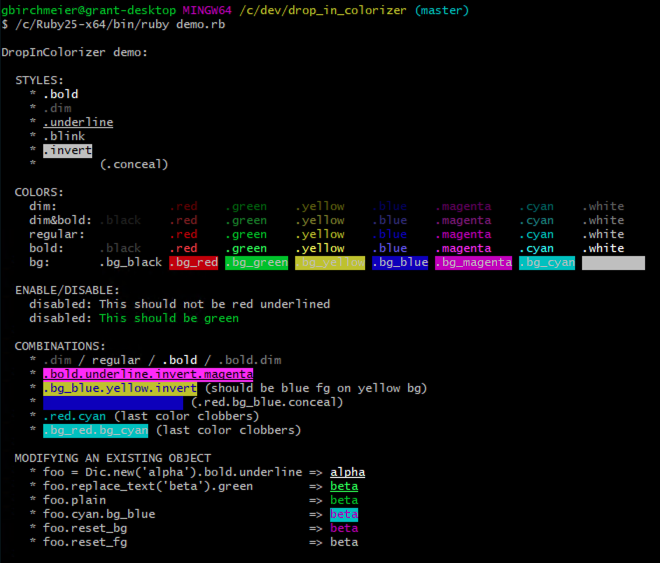 gbirchmeier@grant-desktop MINGW64 /c/dev/drop_in_colorizer (master)
$ /c/Ruby25-x64/bin/ruby demo.rb
DropInColorizer demo:
STYLES:
* .bold
* .dim
* .underline
* .blink
* .invert
* (.conceal)
COLORS:
dim: .red .green .yellow .blue .magenta .cyan .white
dim&bold: .black .red .green .yellow .blue .magenta .cyan .white
regular: .red .green .yellow .blue .magenta .cyan .white
bold: .black .red .green .yellow .blue .magenta .cyan .white
bg: .bg_black .bg_red .bg_green .bg_yellow .bg_blue .bg_magenta .bg_cyan
ENABLE/DISABLE:
disabled: This should not be red underlined
disabled: This should be green
COMBINATIONS:
* .dim / regular / .bold / .bold.dim
* .bold.underline.invert.magenta
* .bg_blue.yellow.invert (should be blue fg on yellow bg)
* (.red.bg_blue.conceal)
* .red.cyan (last color clobbers)
* .bg_red.bg_cyan (last color clobbers)
MODIFYING AN EXISTING OBJECT
* foo = Dic.new('alpha').bold.underline => alpha
* foo.replace_text('beta').green => beta
* foo.plain => beta
* foo.cyan.bg_blue => beta
* foo.reset_bg => beta
* foo.reset_fg => beta